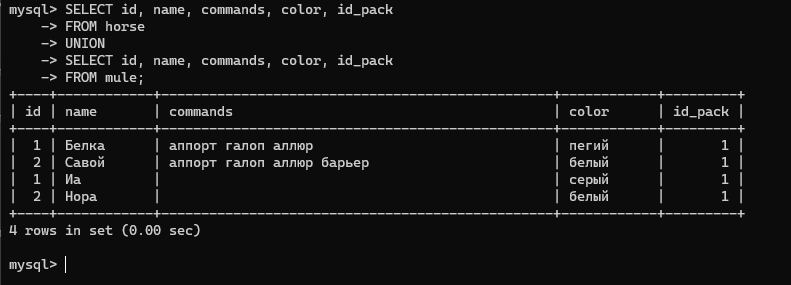 mysql> SELECT id, name, commands, color, id_pack
    -> FROM horse
    -> UNION
    -> SELECT id, name, commands, color, id_pack
    -> FROM mule;
+----+------------+------------------------------------------------+------------+---------+
| id | name       | commands                                       | color      | id_pack |
+----+------------+------------------------------------------------+------------+---------+
|  1 | Белка      | аппорт галоп аллюр                             | пегий      |       1 |
|  2 | Савой      | аппорт галоп аллюр барьер                      | белый      |       1 |
|  1 | Иа         |                                                | серый      |       1 |
|  2 | Нора       |                                                | белый      |       1 |
+----+------------+------------------------------------------------+------------+---------+
4 rows in set (0.00 sec)
mysql>